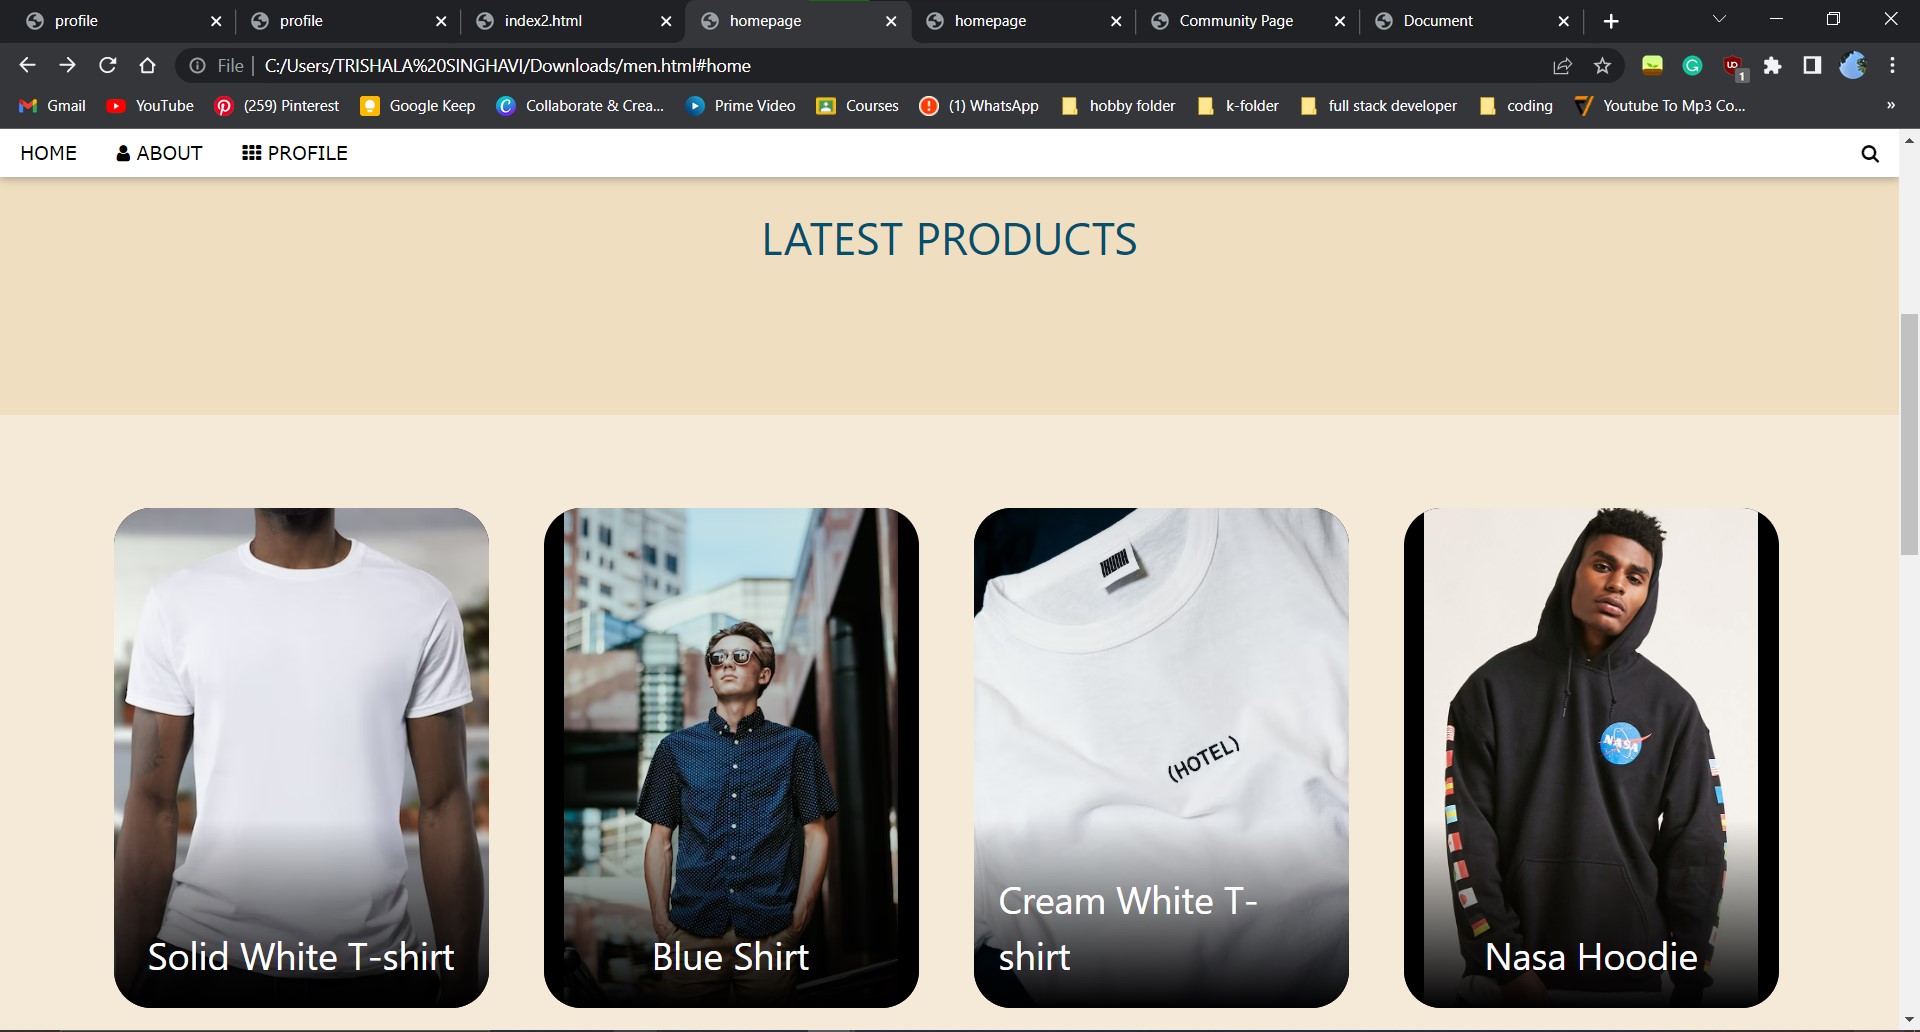 profile
profile
index2.html
homepage
homepage
Community Page
Document
File
C:/Users/TRISHALA%20SINGHAVI/Downloads/men.html#home
1
Gmail
YouTube
(259) Pinterest
Google Keep
Collaborate & Crea...
Prime Video
Courses
(1) WhatsApp
hobby folder
k-folder
full stack developer
coding
Youtube To Mp3 Co...
»
HOME
ABOUT
PROFILE
LATEST PRODUCTS
(HOTEL)
NASA
Solid White T-shirt
Blue Shirt
Cream White T-
shirt
Nasa Hoodie